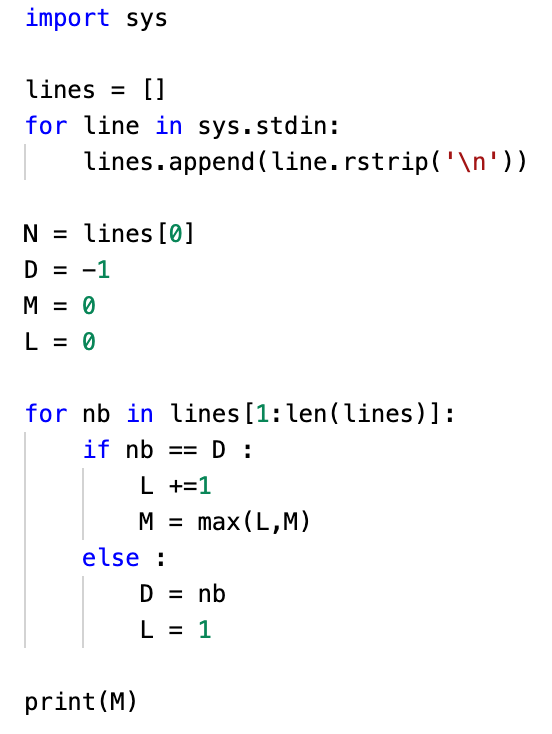 import sys

lines = []
for line in sys.stdin:
    lines.append(line.rstrip('\n'))

N = lines[0]
D = -1
M = 0
L = 0

for nb in lines[1:len(lines)]:
    if nb == D :
        L +=1
        M = max(L,M)
    else :
        D = nb
        L = 1

print(M)